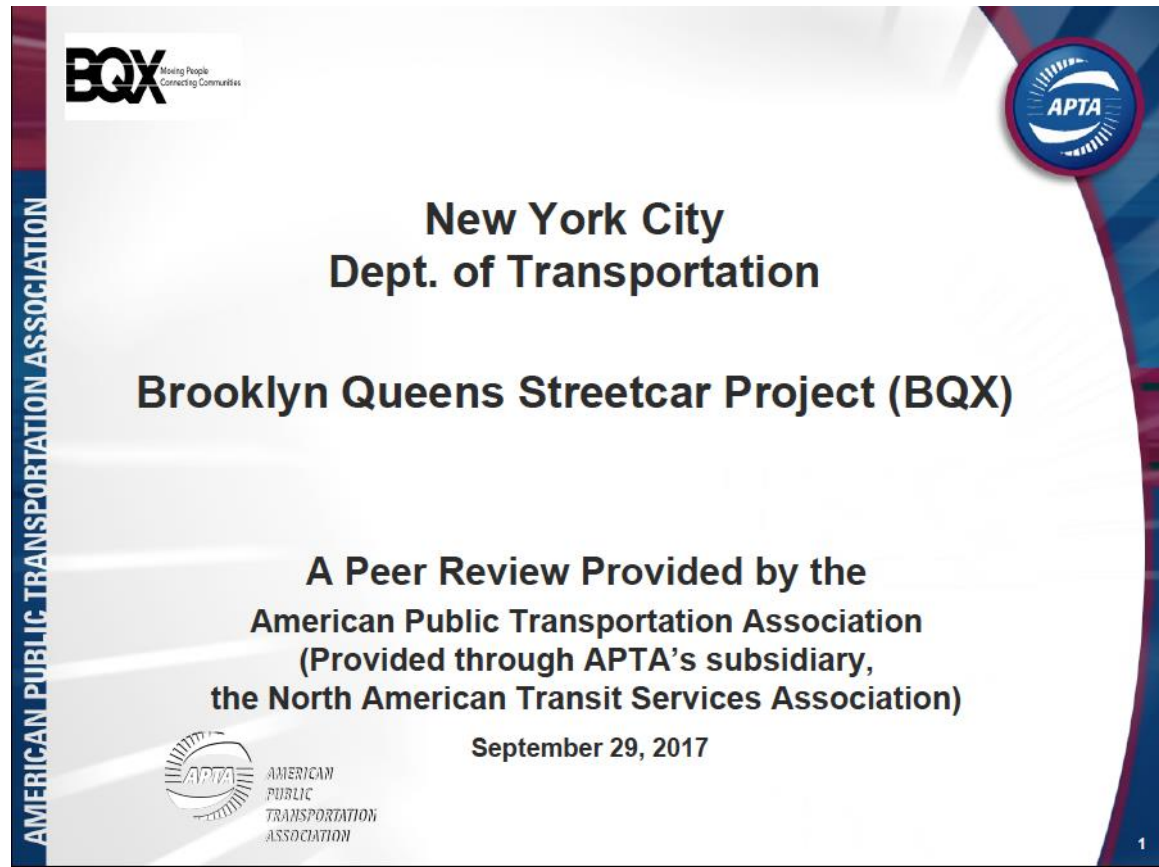 BQX Moving People
Connecting Communities
APTA
New York City
Dept. of Transportation
Brooklyn Queens Streetcar Project (BQX)
A Peer Review Provided by the
American Public Transportation Association
(Provided through APTA's subsidiary,
the North American Transit Services Association)
September 29, 2017
APTA
AMERICAN
PUBLIC
TRANSPORTATION
ASSOCIATION
AMERICAN PUBLIC TRANSPORTATION ASSOCIATION
1